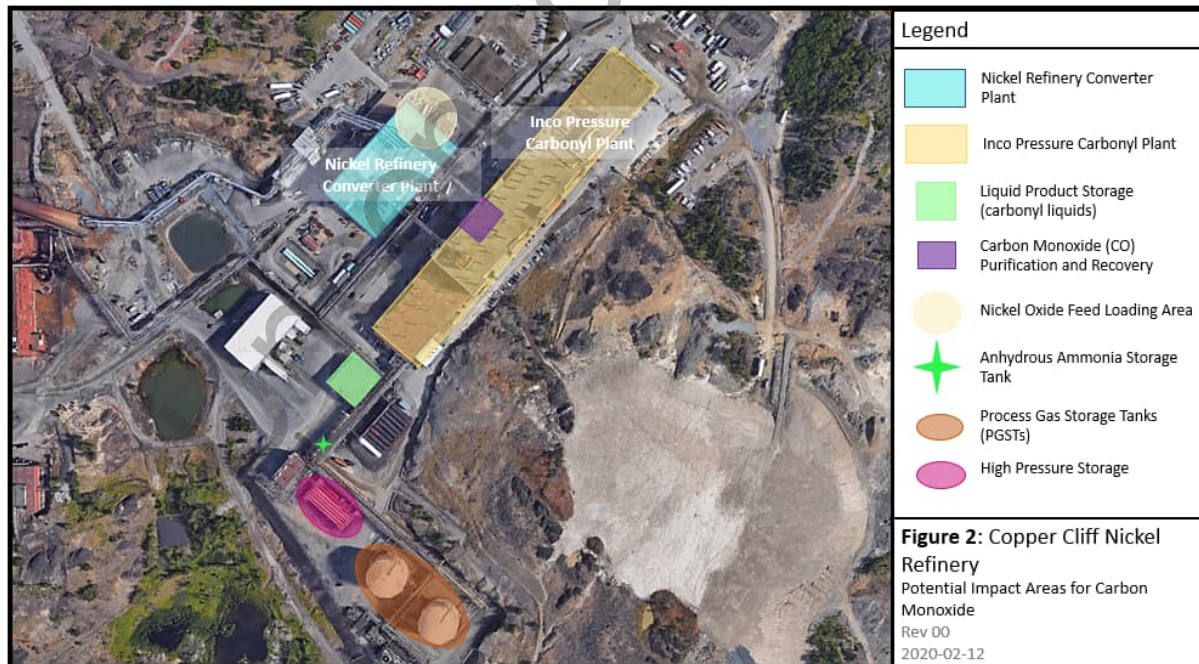 Nickel Refinery
Converter Plant
Inco Pressure
Carbonyl Plant
Legend
Nickel Refinery Converter
Plant
Inco Pressure Carbonyl Plant
Liquid Product Storage
(carbonyl liquids)
Carbon Monoxide (CO)
Purification and Recovery
Nickel Oxide Feed Loading Area
Anhydrous Ammonia Storage
Tank
Process Gas Storage Tanks
(PGSTs)
High Pressure Storage
Figure 2: Copper Cliff Nickel
Refinery
Potential Impact Areas for Carbon
Monoxide
Rev 00
2020-02-12